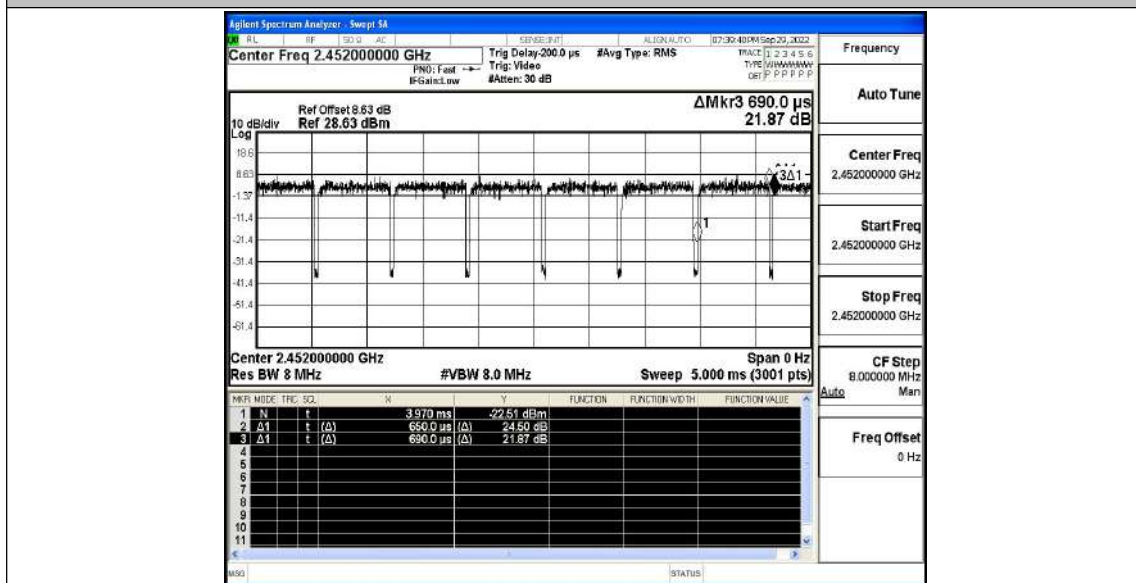 Agilent Spectrum Analyzer - Swept SA
RL RF 50 Ω AC SENSE:INT ALIGNAUTO 07:39:40PM Sep 29, 2022
Center Freq 2.452000000 GHz
PNO: Fast
IFGain:Low
Trig Delay-200.0 µs
Trig: Video
#Atten: 30 dB
#Avg Type: RMS
TRACE 1 2 3 4 5 6
TYPE
DET P P P P P P
Frequency
Auto Tune
Center Freq
2.452000000 GHz
Start Freq
2.452000000 GHz
Stop Freq
2.452000000 GHz
CF Step
8.000000 MHz
Auto Man
Freq Offset
0 Hz
ΔMkr3 690.0 µs
21.87 dB
Ref Offset 8.63 dB
10 dB/div Ref 28.63 dBm
Log
18.6
8.63
-1.37
-11.4
-21.4
-31.4
-41.4
-51.4
-61.4
3Δ1
1
Center 2.452000000 GHz Span 0 Hz
Res BW 8 MHz #VBW 8.0 MHz Sweep 5.000 ms (3001 pts)
MKR MODE TRC SCL X Y FUNCTION FUNCTION WIDTH FUNCTION VALUE
1 N t 3.970 ms -22.51 dBm
2 Δ1 t (Δ) 650.0 µs (Δ) 24.50 dB
3 Δ1 t (Δ) 690.0 µs (Δ) 21.87 dB
4
5
6
7
8
9
10
11
MSG STATUS